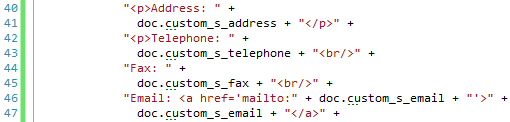 40 "<p>Address: " +
41 doc.custom_s_address + "</p>" +
42 "<p>Telephone: " +
43 doc.custom_s_telephone + "<br/>" +
44 "Fax: " +
45 doc.custom_s_fax + "<br/>" +
46 "Email: <a href='mailto:" + doc.custom_s_email + "'>" +
47 doc.custom_s_email + "</a>" +